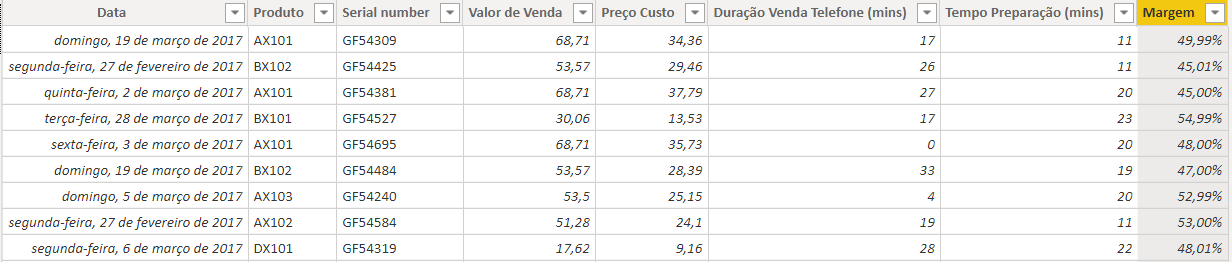 Data Produto Serial number Valor de Venda Preço Custo Duração Venda Telefone (mins) Tempo Preparação (mins) Margem
domingo, 19 de março de 2017 AX101 GF54309 68,71 34,36 17 11 49,99%
segunda-feira, 27 de fevereiro de 2017 BX102 GF54425 53,57 29,46 26 11 45,01%
quinta-feira, 2 de março de 2017 AX101 GF54381 68,71 37,79 27 20 45,00%
terça-feira, 28 de março de 2017 BX101 GF54527 30,06 13,53 17 23 54,99%
sexta-feira, 3 de março de 2017 AX101 GF54695 68,71 35,73 0 20 48,00%
domingo, 19 de março de 2017 BX102 GF54484 53,57 28,39 33 19 47,00%
domingo, 5 de março de 2017 AX103 GF54240 53,5 25,15 4 20 52,99%
segunda-feira, 27 de fevereiro de 2017 AX102 GF54584 51,28 24,1 19 11 53,00%
segunda-feira, 6 de março de 2017 DX101 GF54319 17,62 9,16 28 22 48,01%